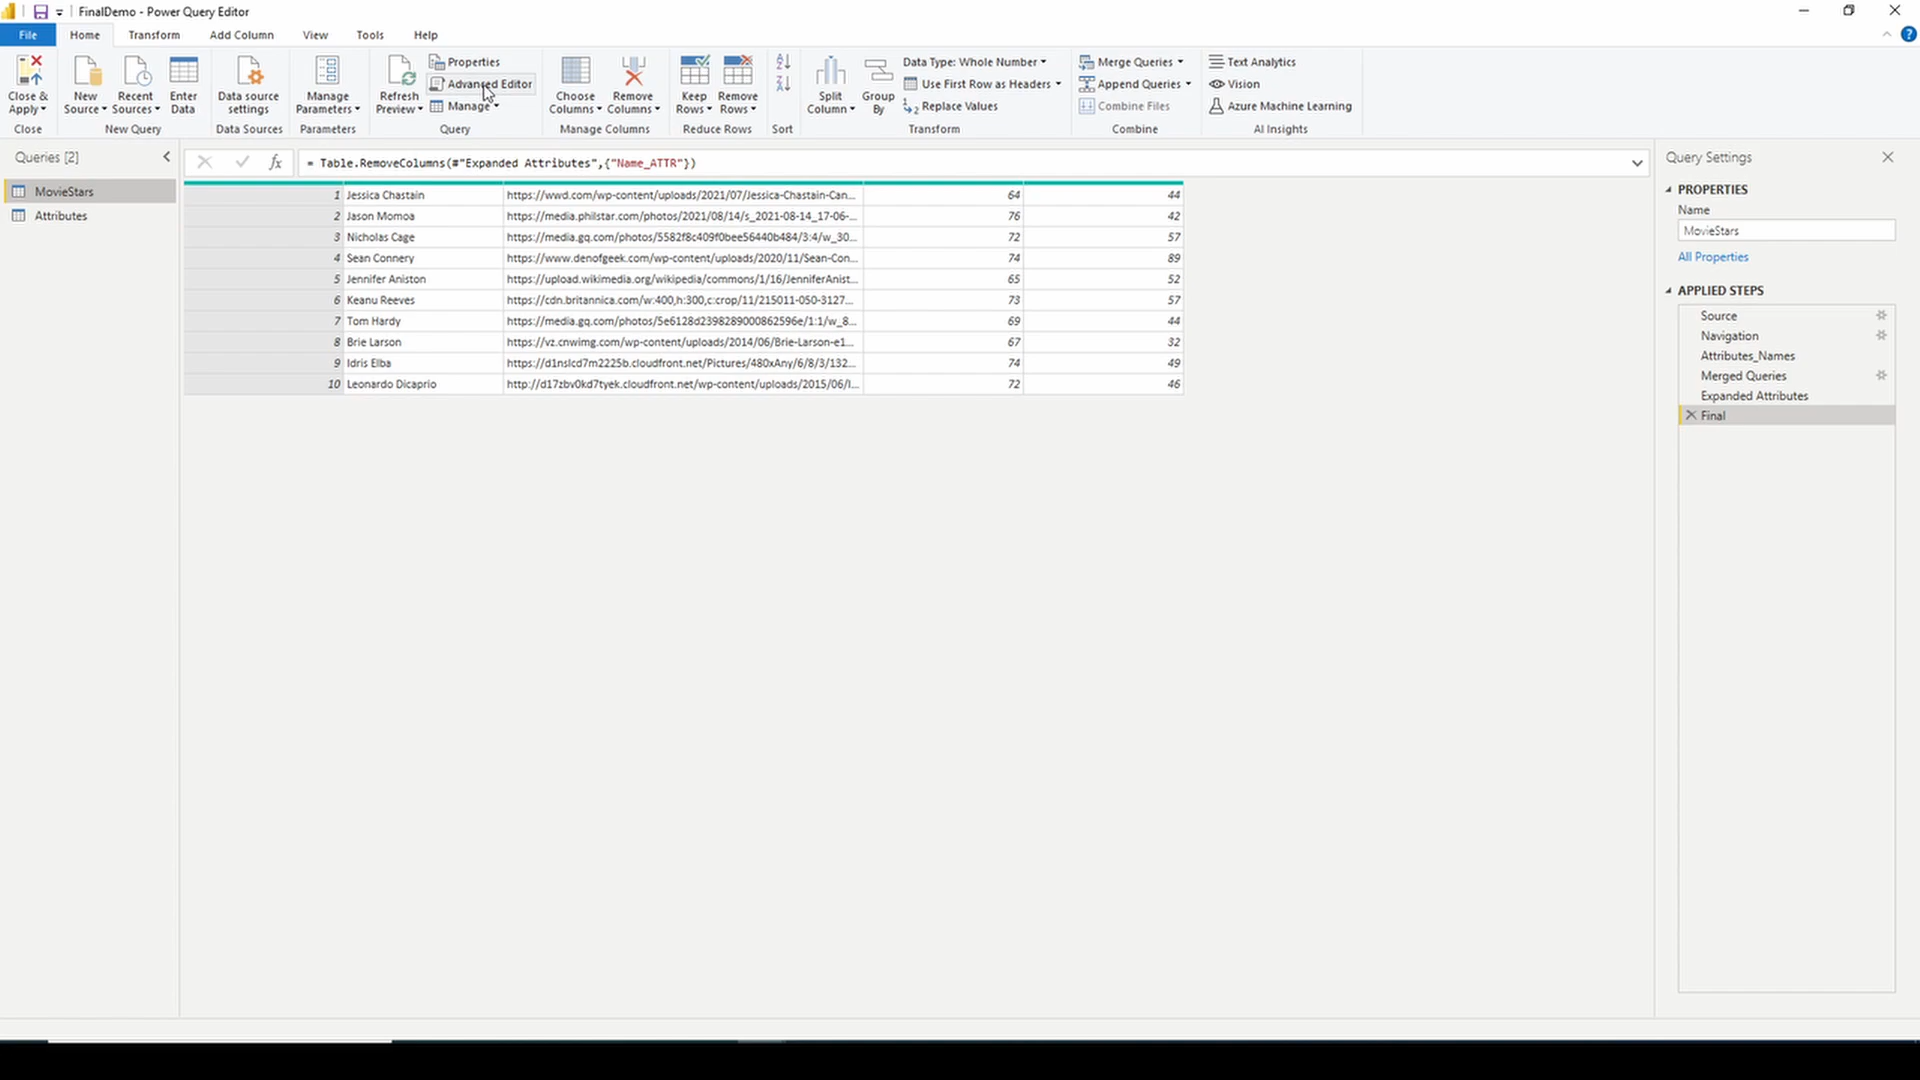 FinalDemo - Power Query Editor
File Home Transform Add Column View Tools Help
Close & Apply
Close
New Source
Recent Sources
Enter Data
New Query
Data source settings
Data Sources
Manage Parameters
Parameters
Refresh Preview
Properties
Advanced Editor
Manage
Query
Choose Columns
Remove Columns
Manage Columns
Keep Rows
Remove Rows
Reduce Rows
Sort
Split Column
Group By
Data Type: Whole Number
Use First Row as Headers
Replace Values
Transform
Merge Queries
Append Queries
Combine Files
Combine
Text Analytics
Vision
Azure Machine Learning
AI Insights
Queries [2]
MovieStars
Attributes
fx = Table.RemoveColumns(#"Expanded Attributes",{"Name_ATTR"})
1 Jessica Chastain https://wwd.com/wp-content/uploads/2021/07/Jessica-Chastain-Can... 64 44
2 Jason Momoa https://media.philstar.com/photos/2021/08/14/s_2021-08-14_17-06-... 76 42
3 Nicholas Cage https://media.gq.com/photos/5582f8c409f0bee56440b484/3:4/w_30... 72 57
4 Sean Connery https://www.denofgeek.com/wp-content/uploads/2020/11/Sean-Con... 74 89
5 Jennifer Aniston https://upload.wikimedia.org/wikipedia/commons/1/16/JenniferAnist... 65 52
6 Keanu Reeves https://cdn.britannica.com/w:400,h:300,c:crop/11/215011-050-3127... 73 57
7 Tom Hardy https://media.gq.com/photos/5e6128d2398289000862596e/1:1/w_8... 69 44
8 Brie Larson https://vz.cnwimg.com/wp-content/uploads/2014/06/Brie-Larson-e1... 67 32
9 Idris Elba https://d1nslcd7m2225b.cloudfront.net/Pictures/480xAny/6/8/3/132... 74 49
10 Leonardo Dicaprio http://d17zbv0kd7tyek.cloudfront.net/wp-content/uploads/2015/06/l... 72 46
Query Settings
PROPERTIES
Name
MovieStars
All Properties
APPLIED STEPS
Source
Navigation
Attributes_Names
Merged Queries
Expanded Attributes
Final